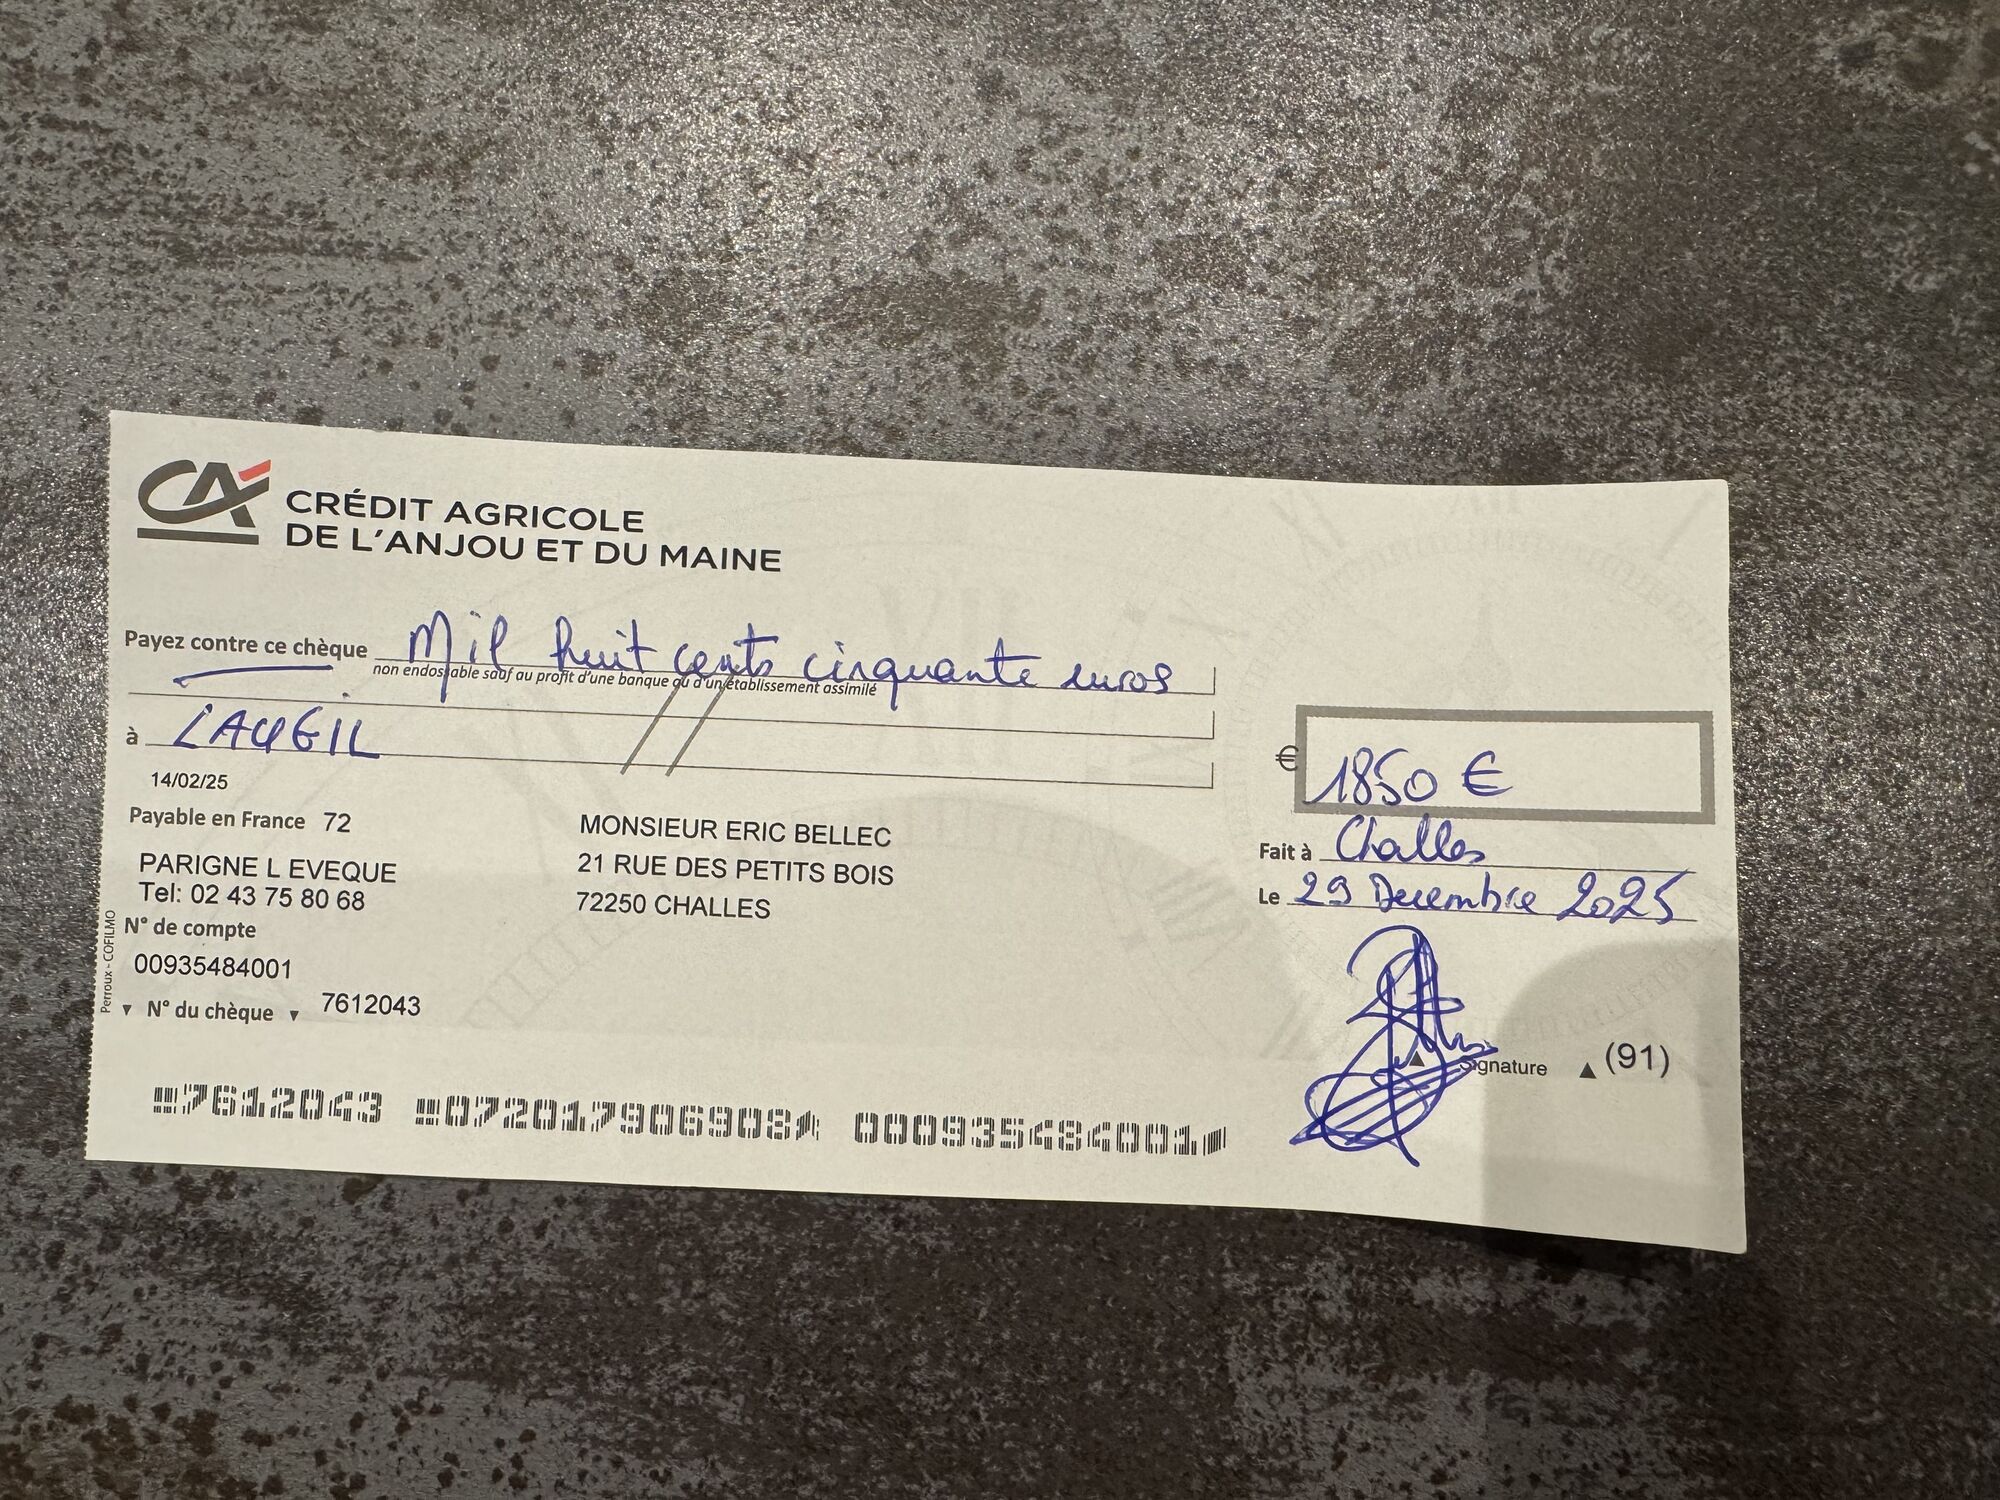 CA CRÉDIT AGRICOLE
DE L'ANJOU ET DU MAINE
Payez contre ce chèque Mil huit cents cinquante euros
non endossable sauf au profit d'une banque ou d'un établissement assimilé
à
€ 1850 €
14/02/25
Payable en France 72
PARIGNE L EVEQUE
Tel: 02 43 75 80 68
N° de compte
00935484001
N° du chèque 7612043
MONSIEUR ERIC BELLEC
21 RUE DES PETITS BOIS
72250 CHALLES
Fait à Challes
Le 29 Decembre 2025
Signature (91)
Perroux - COFILMO
7612043 072017906908 000935484001